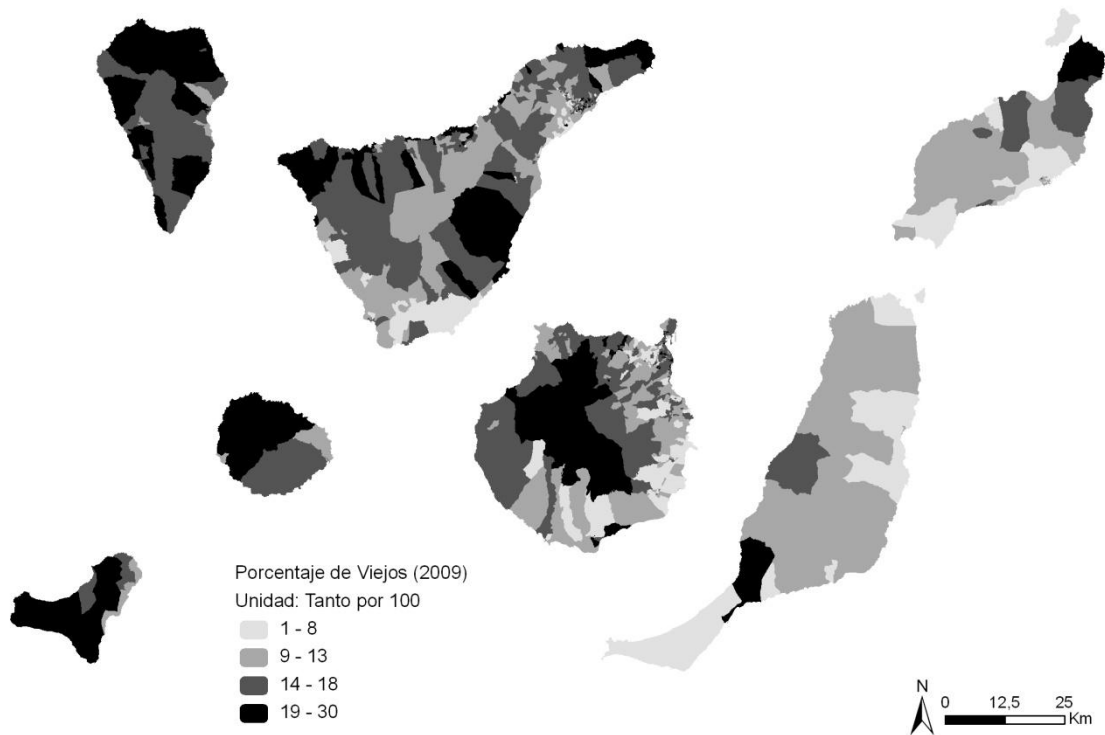 Porcentaje de Viejos (2009)
Unidad: Tanto por 100
1 - 8
9 - 13
14 - 18
19 - 30
N
0 12,5 25
Km